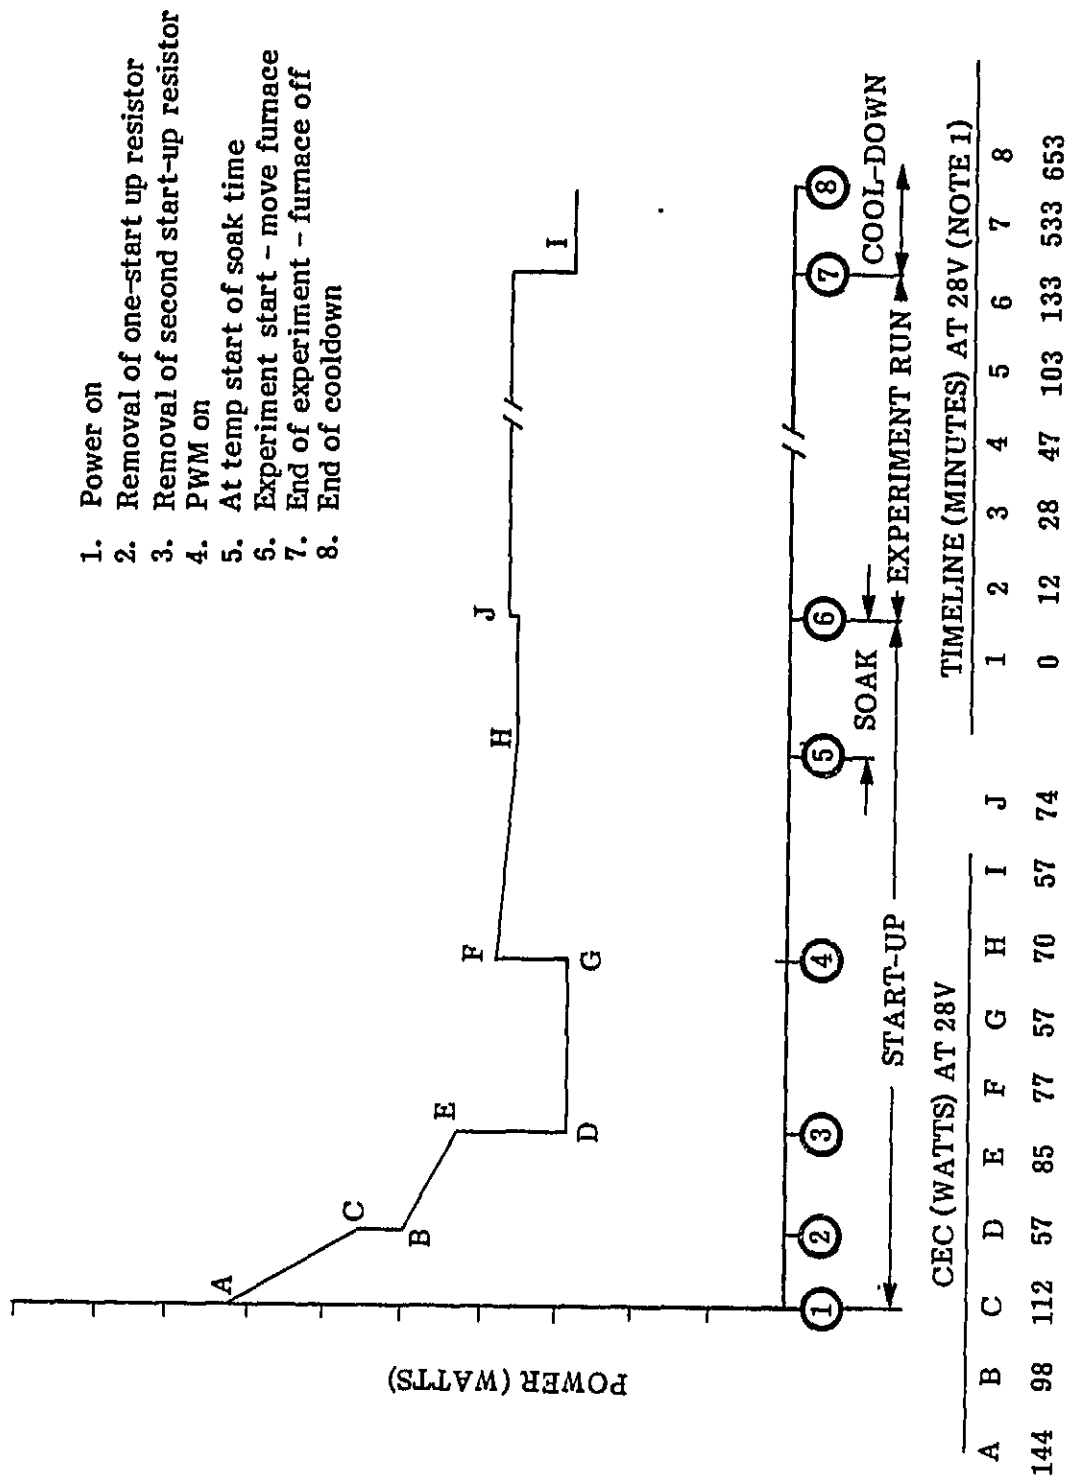 1. Power on
2. Removal of one-start up resistor
3. Removal of second start-up resistor
4. PWM on
5. At temp start of soak time
6. Experiment start - move furnace
7. End of experiment - furnace off
8. End of cooldown
POWER (WATTS)
A
C
B
E
D
F
G
H
J
I
1
2
3
4
5
6
7
8
SOAK
START-UP
EXPERIMENT RUN
COOL-DOWN
CEC (WATTS) AT 28V
A B C D E F G H I J
144 98 112 57 85 77 57 70 57 74
TIMELINE (MINUTES) AT 28V (NOTE 1)
1 2 3 4 5 6 7 8
0 12 28 47 103 133 533 653